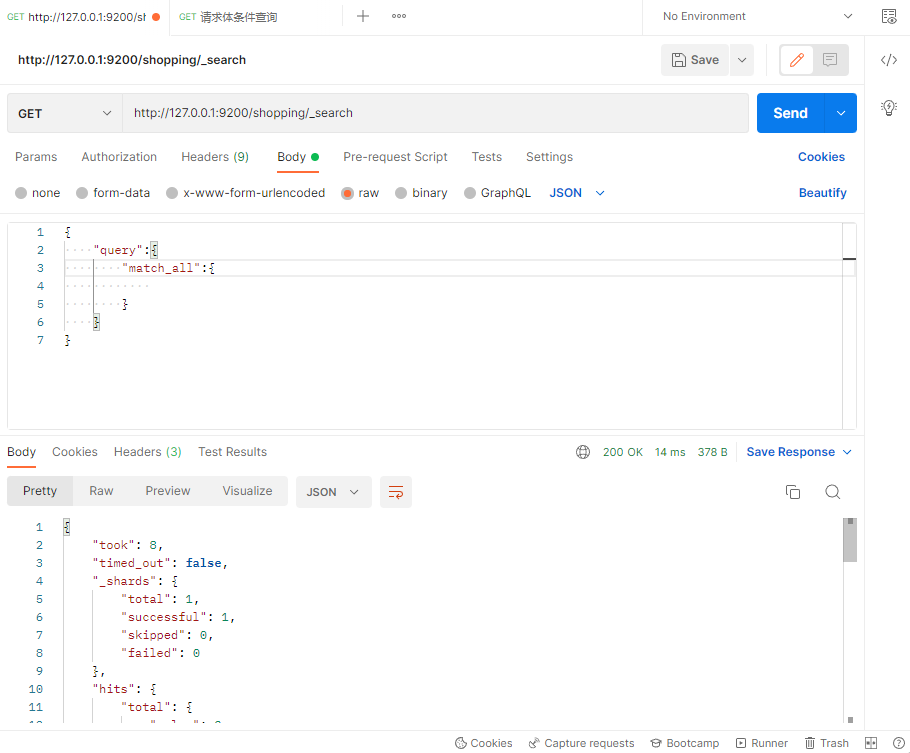 GET http://127.0.0.1:9200/sh GET 请求体条件查询 No Environment
http://127.0.0.1:9200/shopping/_search Save
GET http://127.0.0.1:9200/shopping/_search Send
Params Authorization Headers (9) Body Pre-request Script Tests Settings Cookies
none form-data x-www-form-urlencoded raw binary GraphQL JSON Beautify
1 {
2 "query":{
3 "match_all":{
4
5 }
6 }
7 }
Body Cookies Headers (3) Test Results 200 OK 14 ms 378 B Save Response
Pretty Raw Preview Visualize JSON
1 {
2 "took": 8,
3 "timed_out": false,
4 "_shards": {
5 "total": 1,
6 "successful": 1,
7 "skipped": 0,
8 "failed": 0
9 },
10 "hits": {
11 "total": {
Cookies Capture requests Bootcamp Runner Trash